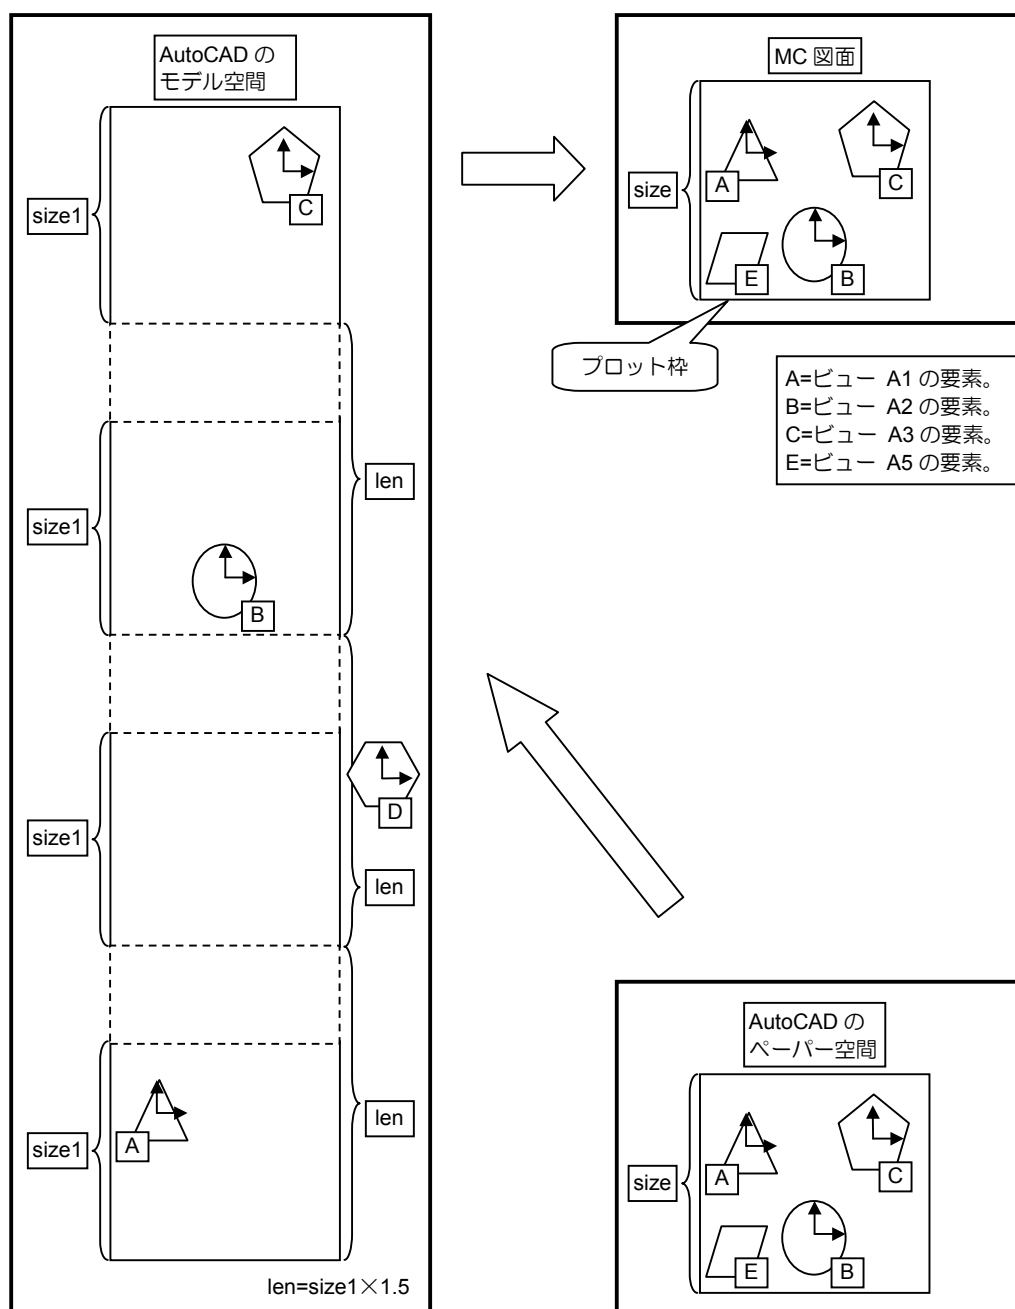 AutoCAD の
モデル空間
C
size1
len
size1
B
D
size1
len
A
size1
len
len=size1×1.5
MC 図面
A
C
size
E
B
プロット枠
A=ビュー A1 の要素。
B=ビュー A2 の要素。
C=ビュー A3 の要素。
E=ビュー A5 の要素。
AutoCAD の
ペーパー空間
A
C
size
E
B